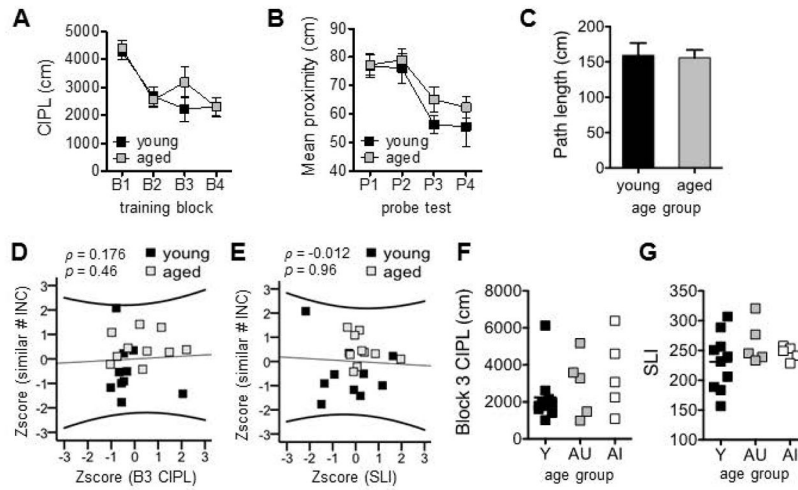 A
CIPL (cm)
5000
4000
3000
2000
1000
0
young
aged
B1 B2 B3 B4
training block
B
Mean proximity (cm)
100
80
60
40
young
aged
P1 P2 P3 P4
probe test
C
Path length (cm)
200
150
100
50
0
young aged
age group
D
ρ = 0.176
ρ = 0.46
young
aged
Zscore (similar # INC)
3
2
1
0
-1
-2
-3
-3 -2 -1 0 1 2 3
Zscore (B3 CIPL)
E
ρ = -0.012
ρ = 0.96
young
aged
Zscore (similar # INC)
3
2
1
0
-1
-2
-3
-3 -2 -1 0 1 2 3
Zscore (SLI)
F
Block 3 CIPL (cm)
8000
6000
4000
2000
0
Y AU AI
age group
G
SLI
350
300
250
200
150
100
Y AU AI
age group